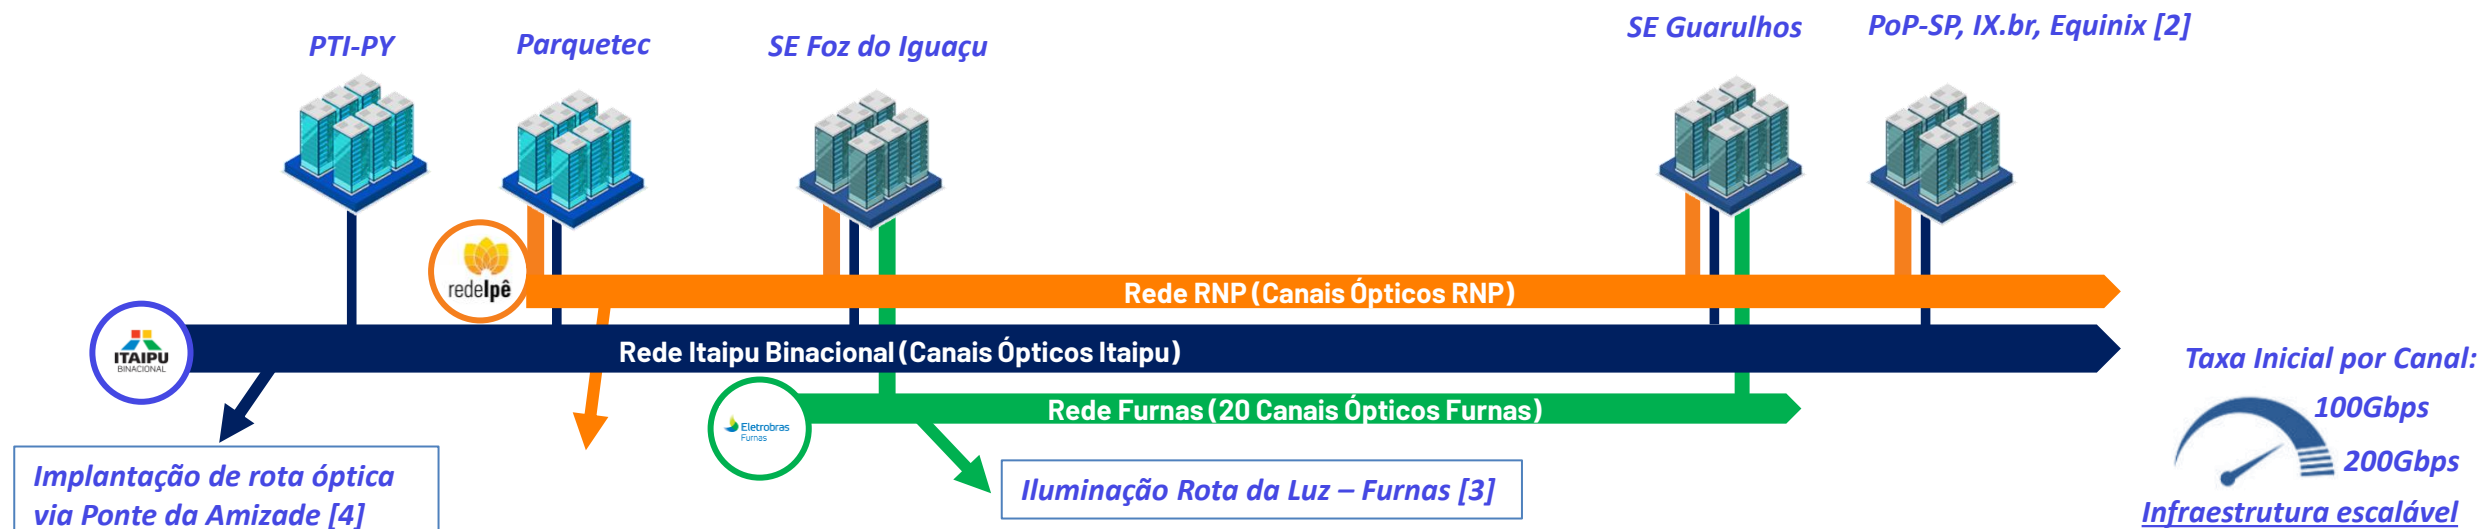 PTI-PY
Parquetec
SE Foz do Iguaçu
SE Guarulhos
PoP-SP, IX.br, Equinix [2]
redeIpê
Rede RNP (Canais Ópticos RNP)
ITAIPU
BINACIONAL
Rede Itaipu Binacional (Canais Ópticos Itaipu)
Eletrobras
Furnas
Rede Furnas (20 Canais Ópticos Furnas)
Taxa Inicial por Canal:
100Gbps
200Gbps
Infraestrutura escalável
Implantação de rota óptica
via Ponte da Amizade [4]
Iluminação Rota da Luz – Furnas [3]